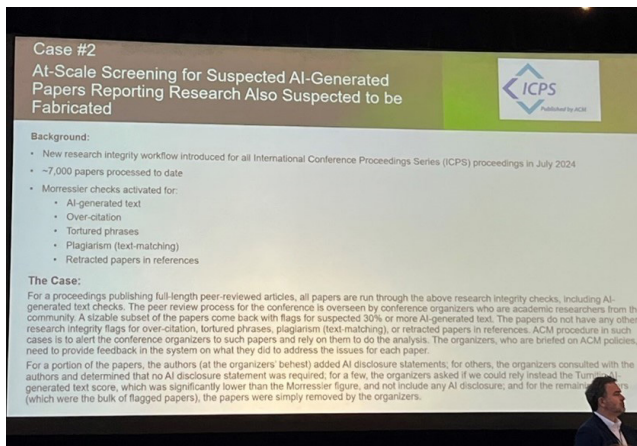 Case #2
At-Scale Screening for Suspected AI-Generated
Papers Reporting Research Also Suspected to be
Fabricated
ICPS
Published by ACM
Background:
• New research integrity workflow introduced for all International Conference Proceedings Series (ICPS) proceedings in July 2024
• ~7,000 papers processed to date
• Morressier checks activated for:
• AI-generated text
• Over-citation
• Tortured phrases
• Plagiarism (text-matching)
• Retracted papers in references
The Case:
For a proceedings publishing full-length peer-reviewed articles, all papers are run through the above research integrity checks, including AI-
generated text checks. The peer review process for the conference is overseen by conference organizers who are academic researchers from the
community. A sizable subset of the papers come back with flags for suspected 30% or more AI-generated text. The papers do not have any other
research integrity flags for over-citation, tortured phrases, plagiarism (text-matching), or retracted papers in references. ACM procedure in such
cases is to alert the conference organizers to such papers and rely on them to do the analysis. The organizers, who are briefed on ACM policies,
need to provide feedback in the system on what they did to address the issues for each paper.
For a portion of the papers, the authors (at the organizers' behest) added AI disclosure statements; for others, the organizers consulted with the
authors and determined that no AI disclosure statement was required; for a few, the organizers asked if we could rely instead the Turnitin AI-
generated text score, which was significantly lower than the Morressier figure, and not include any AI disclosure; and for the
(which were the bulk of flagged papers), the papers were simply removed by the organizers.